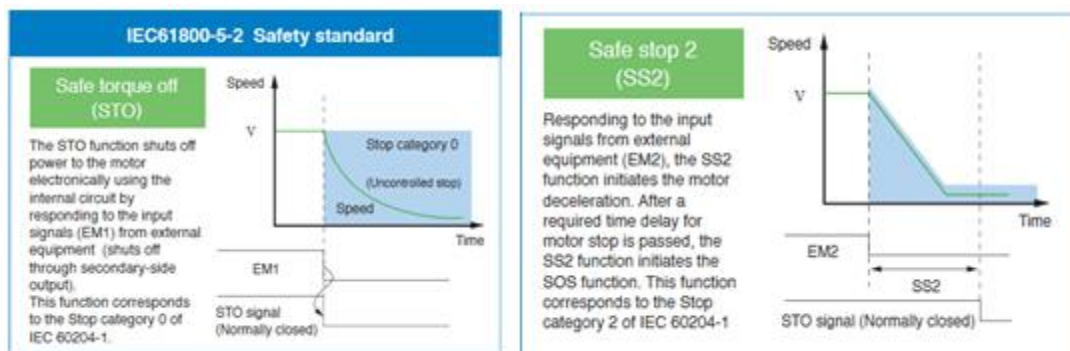 IEC61800-5-2 Safety standard
Safe torque off
(STO)
The STO function shuts off
power to the motor
electronically using the
internal circuit by
responding to the input
signals (EM1) from external
equipment (shuts off
through secondary-side
output).
This function corresponds
to the Stop category 0 of
IEC 60204-1.
Speed
V
Stop category 0
(Uncontrolled stop)
Speed
Time
EM1
STO signal
(Normally closed)
Safe stop 2
(SS2)
Responding to the input
signals from external
equipment (EM2), the SS2
function initiates the motor
deceleration. After a
required time delay for
motor stop is passed, the
SS2 function initiates the
SOS function. This function
corresponds to the Stop
category 2 of IEC 60204-1
Speed
V
Time
EM2
SS2
STO signal (Normally closed)